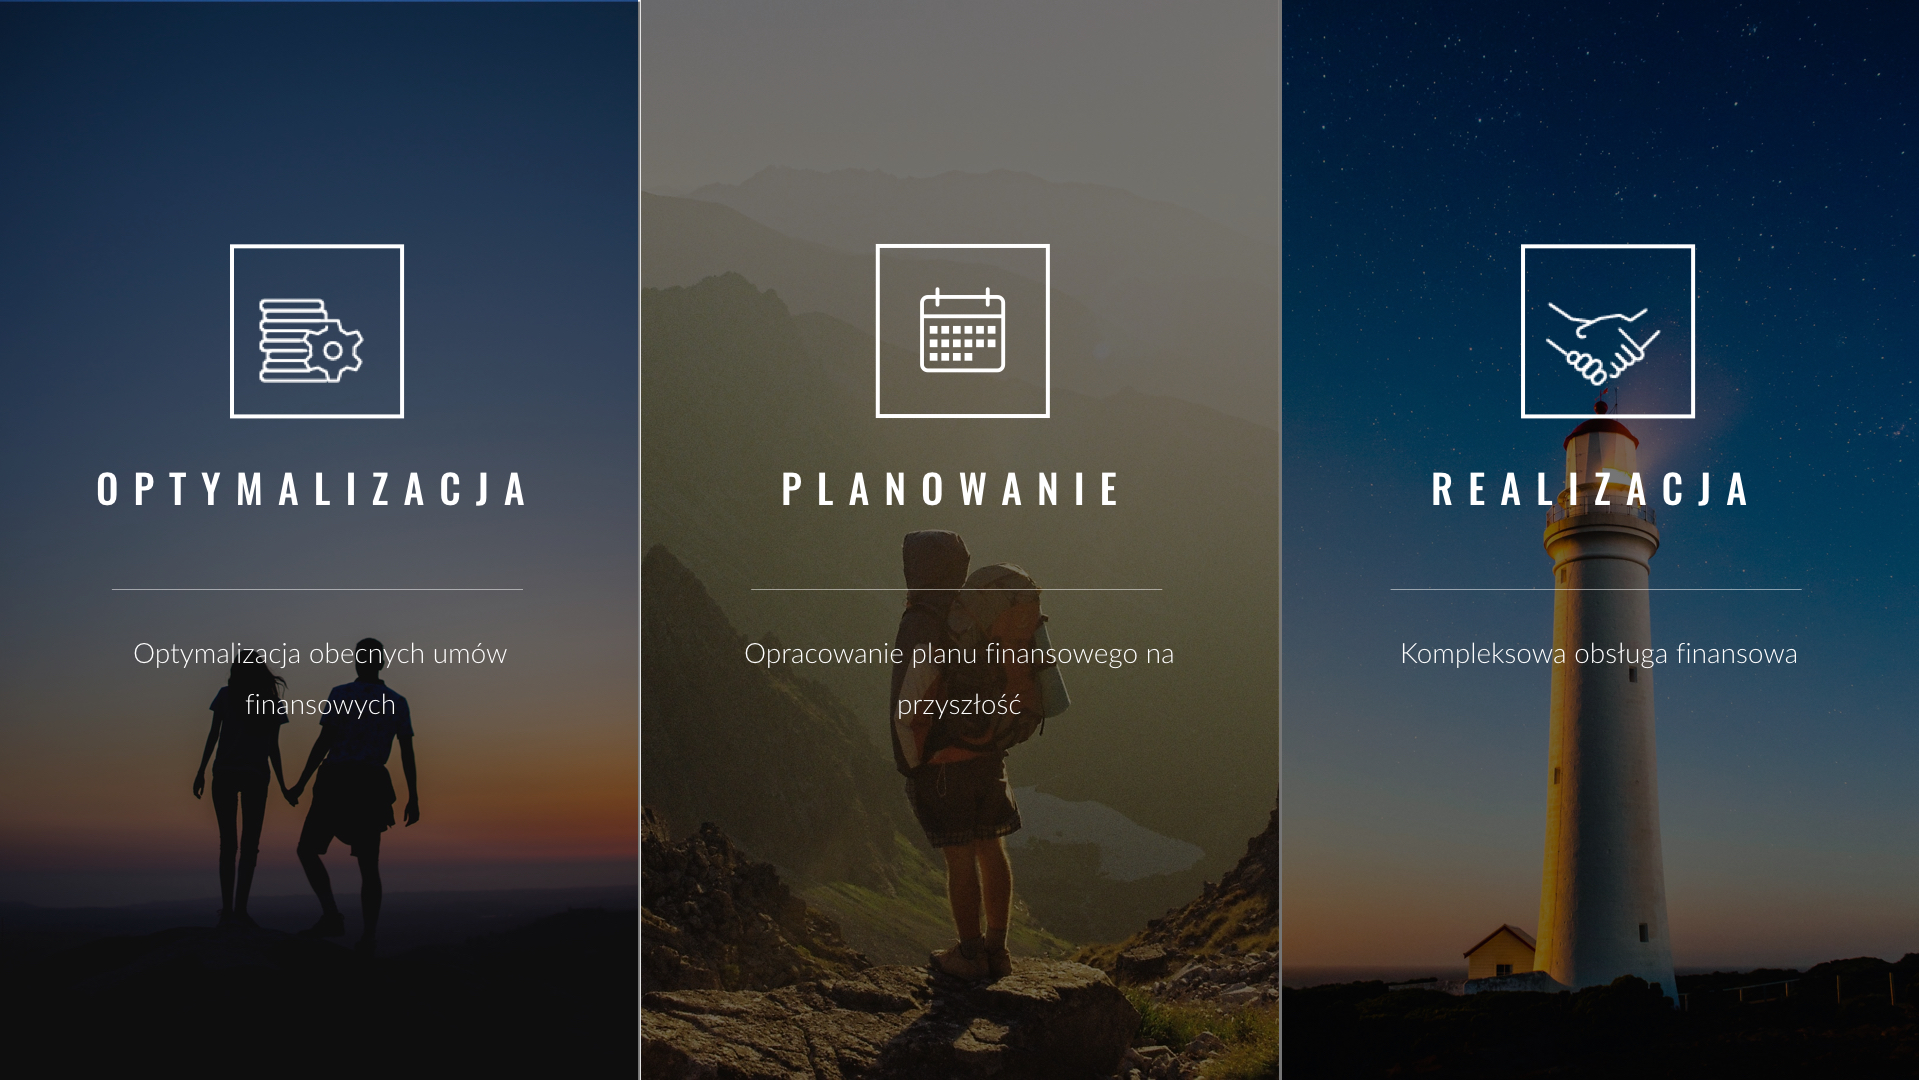 OPTYMALIZACJA
Optymalizacja obecnych umów
finansowych
PLANOWANIE
Opracowanie planu finansowego na
przyszłość
REALIZACJA
Kompleksowa obsługa finansowa